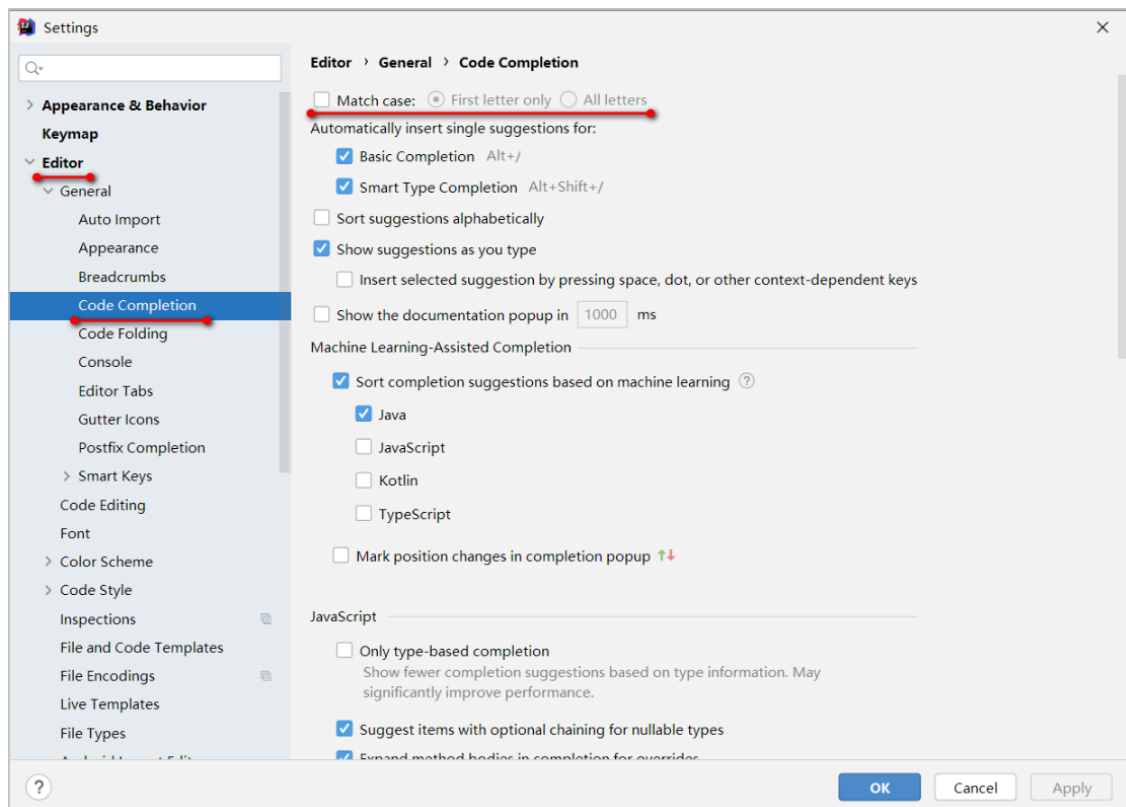 Settings
Appearance & Behavior
Keymap
Editor
General
Auto Import
Appearance
Breadcrumbs
Code Completion
Code Folding
Console
Editor Tabs
Gutter Icons
Postfix Completion
Smart Keys
Code Editing
Font
Color Scheme
Code Style
Inspections
File and Code Templates
File Encodings
Live Templates
File Types
Editor › General › Code Completion
Match case: First letter only All letters
Automatically insert single suggestions for:
Basic Completion Alt+/
Smart Type Completion Alt+Shift+/
Sort suggestions alphabetically
Show suggestions as you type
Insert selected suggestion by pressing space, dot, or other context-dependent keys
Show the documentation popup in 1000 ms
Machine Learning-Assisted Completion
Sort completion suggestions based on machine learning ?
Java
JavaScript
Kotlin
TypeScript
Mark position changes in completion popup
JavaScript
Only type-based completion
Show fewer completion suggestions based on type information. May
significantly improve performance.
Suggest items with optional chaining for nullable types
Expand method bodies in completion for overrides
? OK Cancel Apply